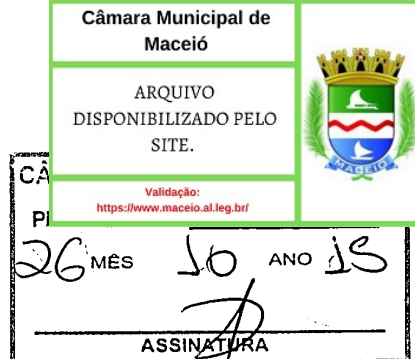 Câmara Municipal de
Maceió
ARQUIVO
DISPONIBILIZADO PELO
SITE.
Validação:
https://www.maceio.al.leg.br/
MACEIÓ
CÂ
26 MÊS 10 ANO 15
ASSINATURA